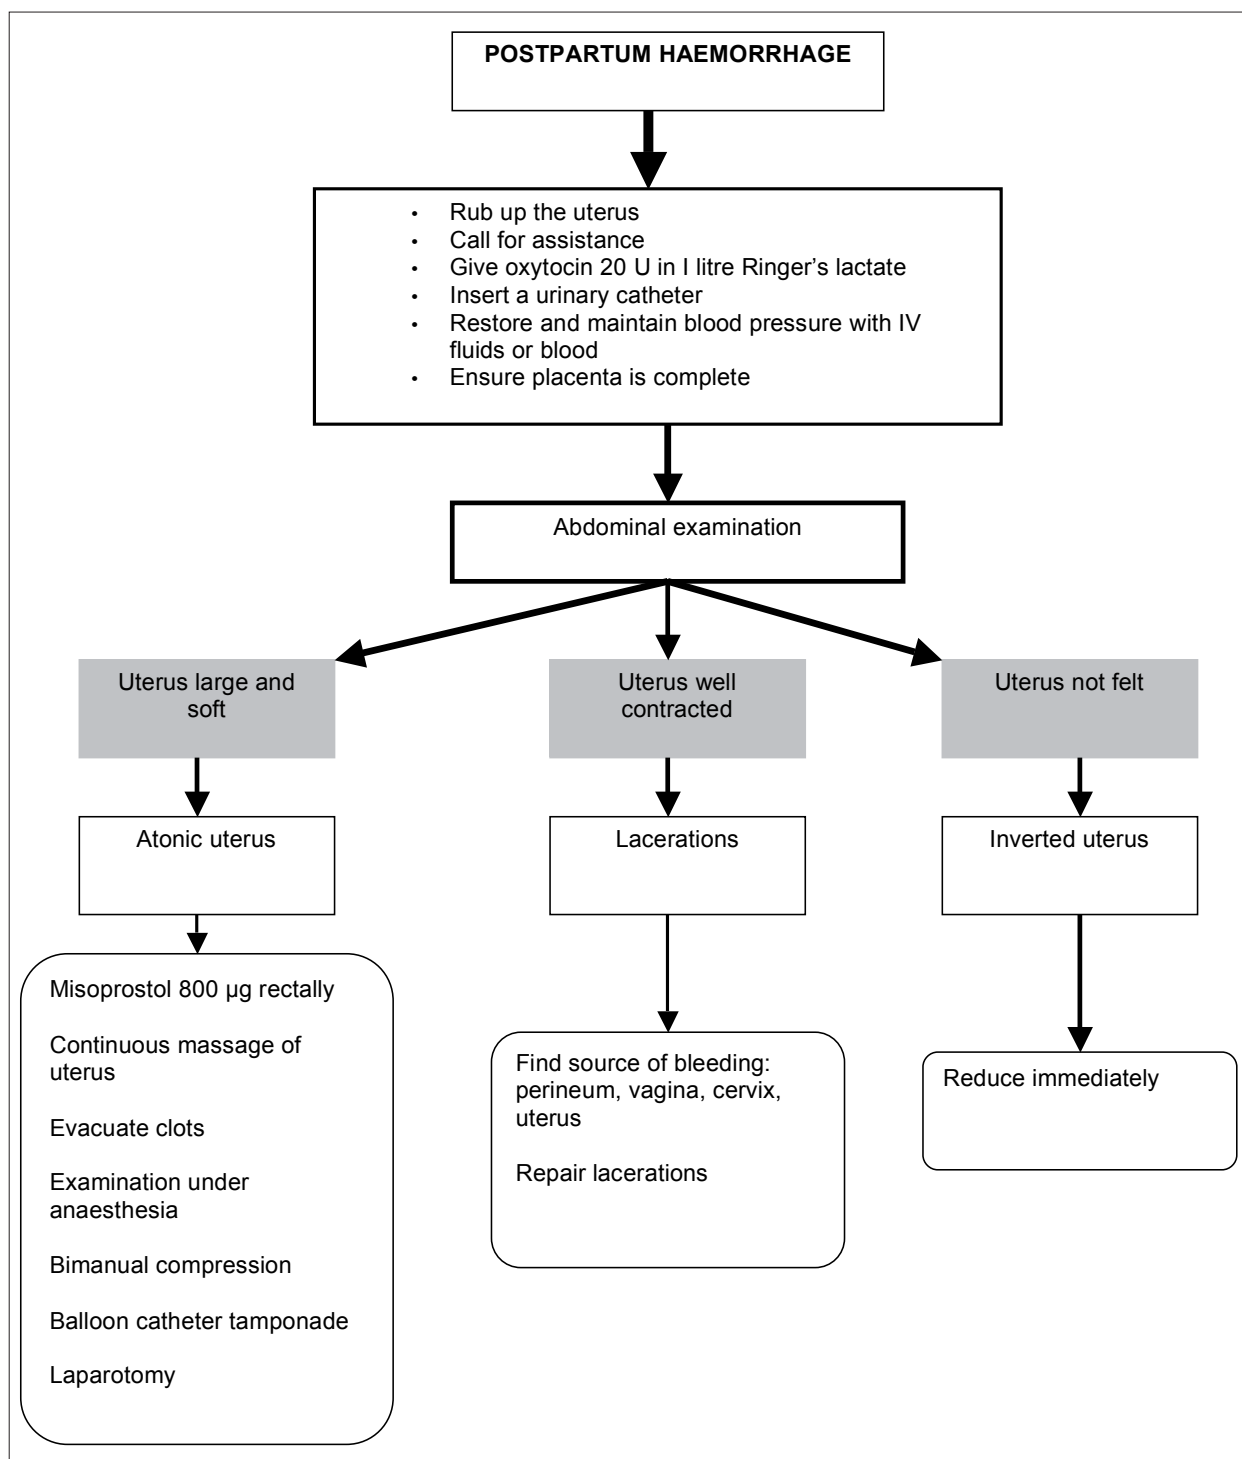 POSTPARTUM HAEMORRHAGE
• Rub up the uterus
• Call for assistance
• Give oxytocin 20 U in I litre Ringer’s lactate
• Insert a urinary catheter
• Restore and maintain blood pressure with IV
fluids or blood
• Ensure placenta is complete
Abdominal examination
Uterus large and
soft
Uterus well
contracted
Uterus not felt
Atonic uterus
Lacerations
Inverted uterus
Misoprostol 800 µg rectally
Continuous massage of
uterus
Evacuate clots
Examination under
anaesthesia
Bimanual compression
Balloon catheter tamponade
Laparotomy
Find source of bleeding:
perineum, vagina, cervix,
uterus
Repair lacerations
Reduce immediately